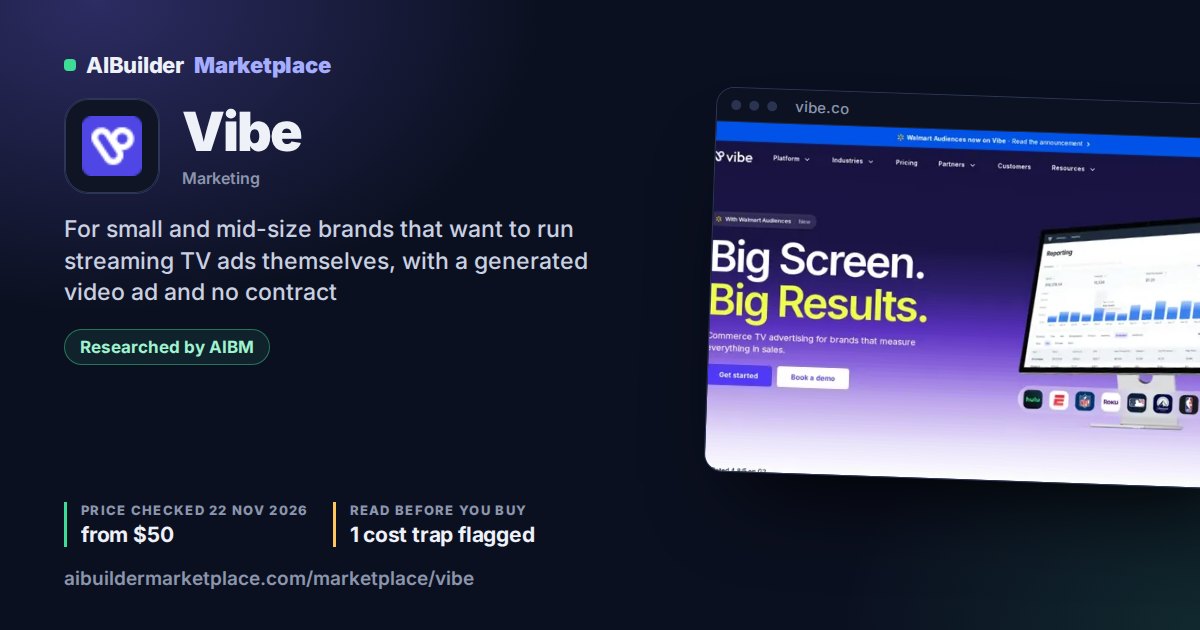 AIBuilder Marketplace
Vibe
Marketing
For small and mid-size brands that want to run
streaming TV ads themselves, with a generated
video ad and no contract
Researched by AIBM
PRICE CHECKED 22 NOV 2026
from $50
READ BEFORE YOU BUY
1 cost trap flagged
aibuildermarketplace.com/marketplace/vibe
vibe.co
Walmart Audiences now on Vibe · Read the announcement
vibe
Platform
Industries
Pricing
Partners
Customers
Resources
With Walmart Audiences
New
Big Screen.
Big Results.
Commerce TV advertising for brands that measure
everything in sales.
Get started
Book a demo
Reporting
hulu
Roku